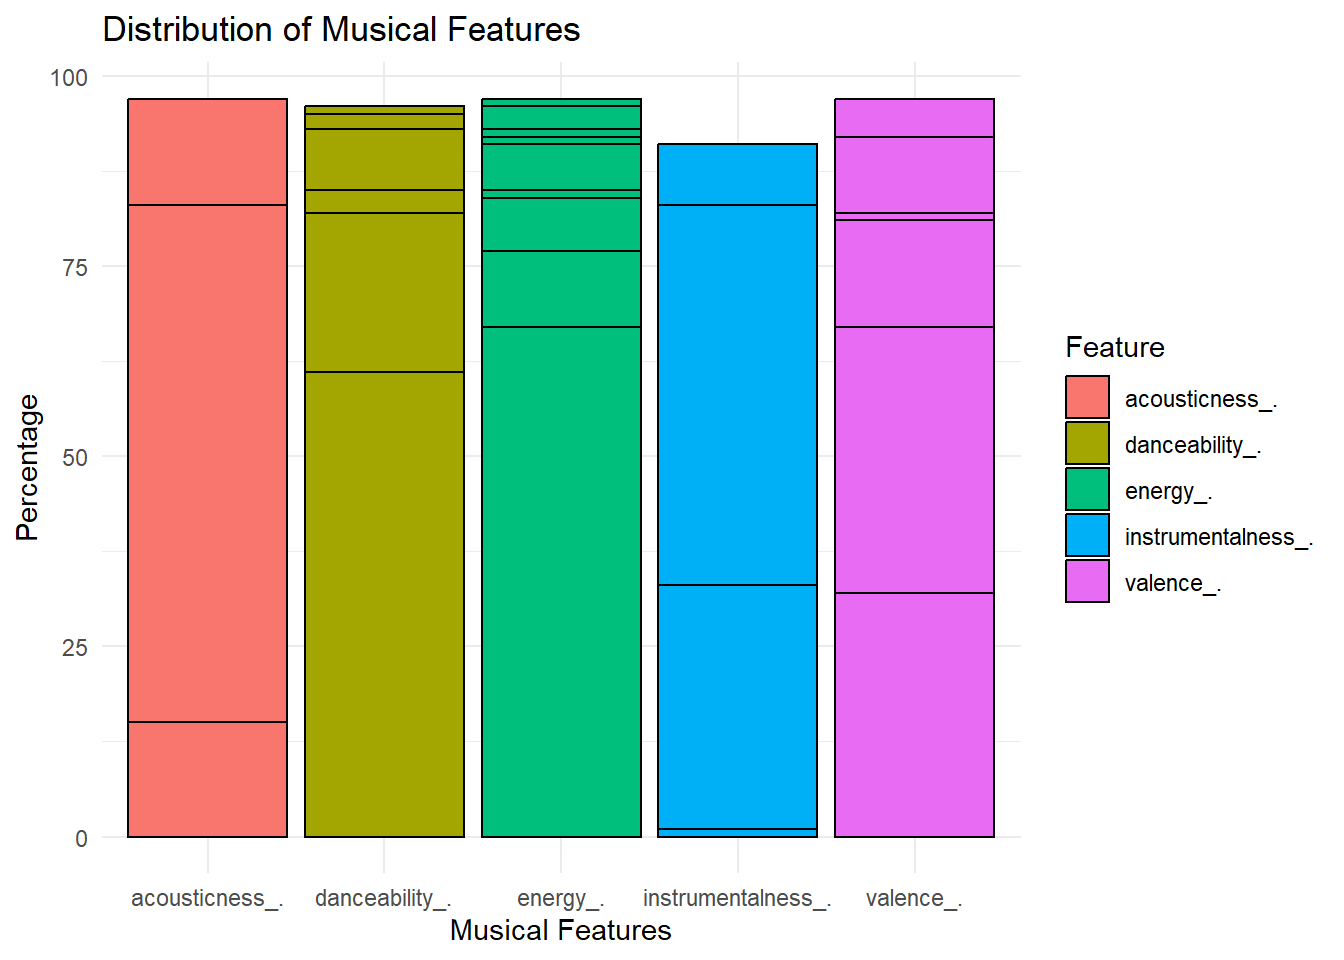 Distribution of Musical Features
100
75
50
25
0
Percentage
acousticness_.
danceability_.
energy_.
instrumentalness_.
valence_.
Musical Features
Feature
acousticness_.
danceability_.
energy_.
instrumentalness_.
valence_.